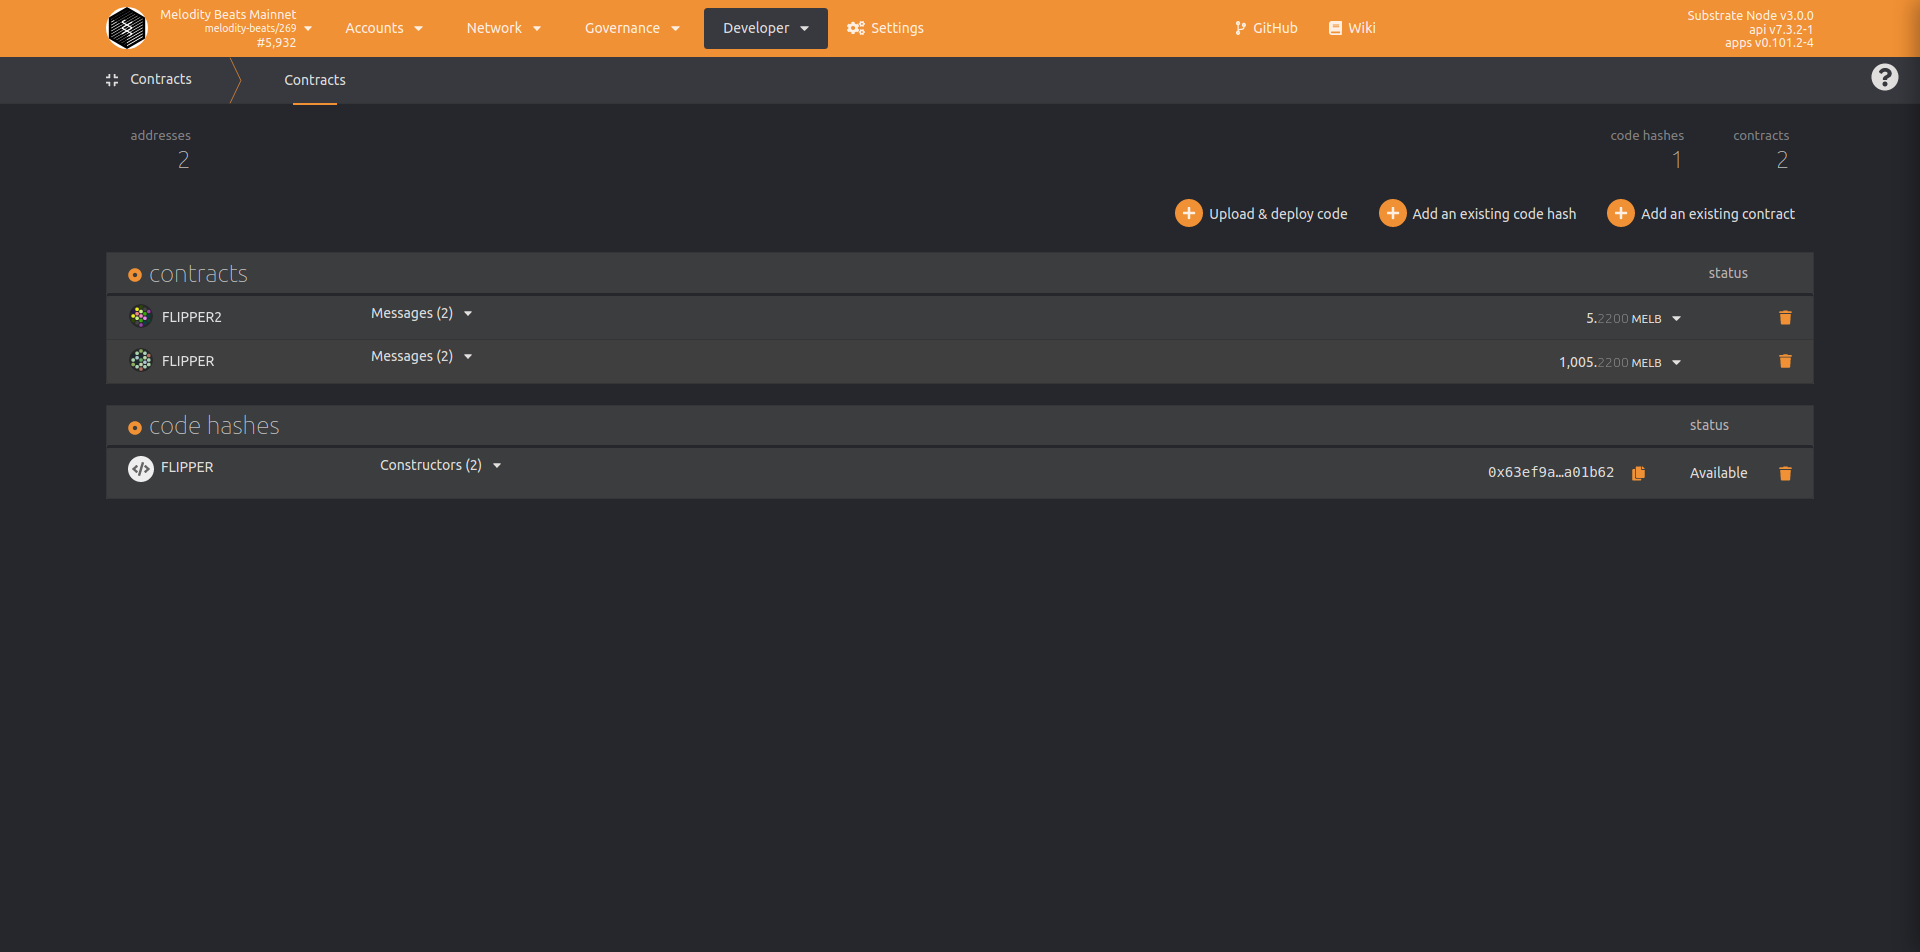 Melodity Beats Mainnet
melodity-beats/269
#5,932
Accounts
Network
Governance
Developer
Settings
GitHub
Wiki
Substrate Node v3.0.0
api v7.3.2-1
apps v0.101.2-4
Contracts
Contracts
addresses
2
code hashes
1
contracts
2
Upload & deploy code
Add an existing code hash
Add an existing contract
contracts
status
FLIPPER2
Messages (2)
5.2200 MELB
FLIPPER
Messages (2)
1,005.2200 MELB
code hashes
status
FLIPPER
Constructors (2)
0x63ef9a…a01b62
Available